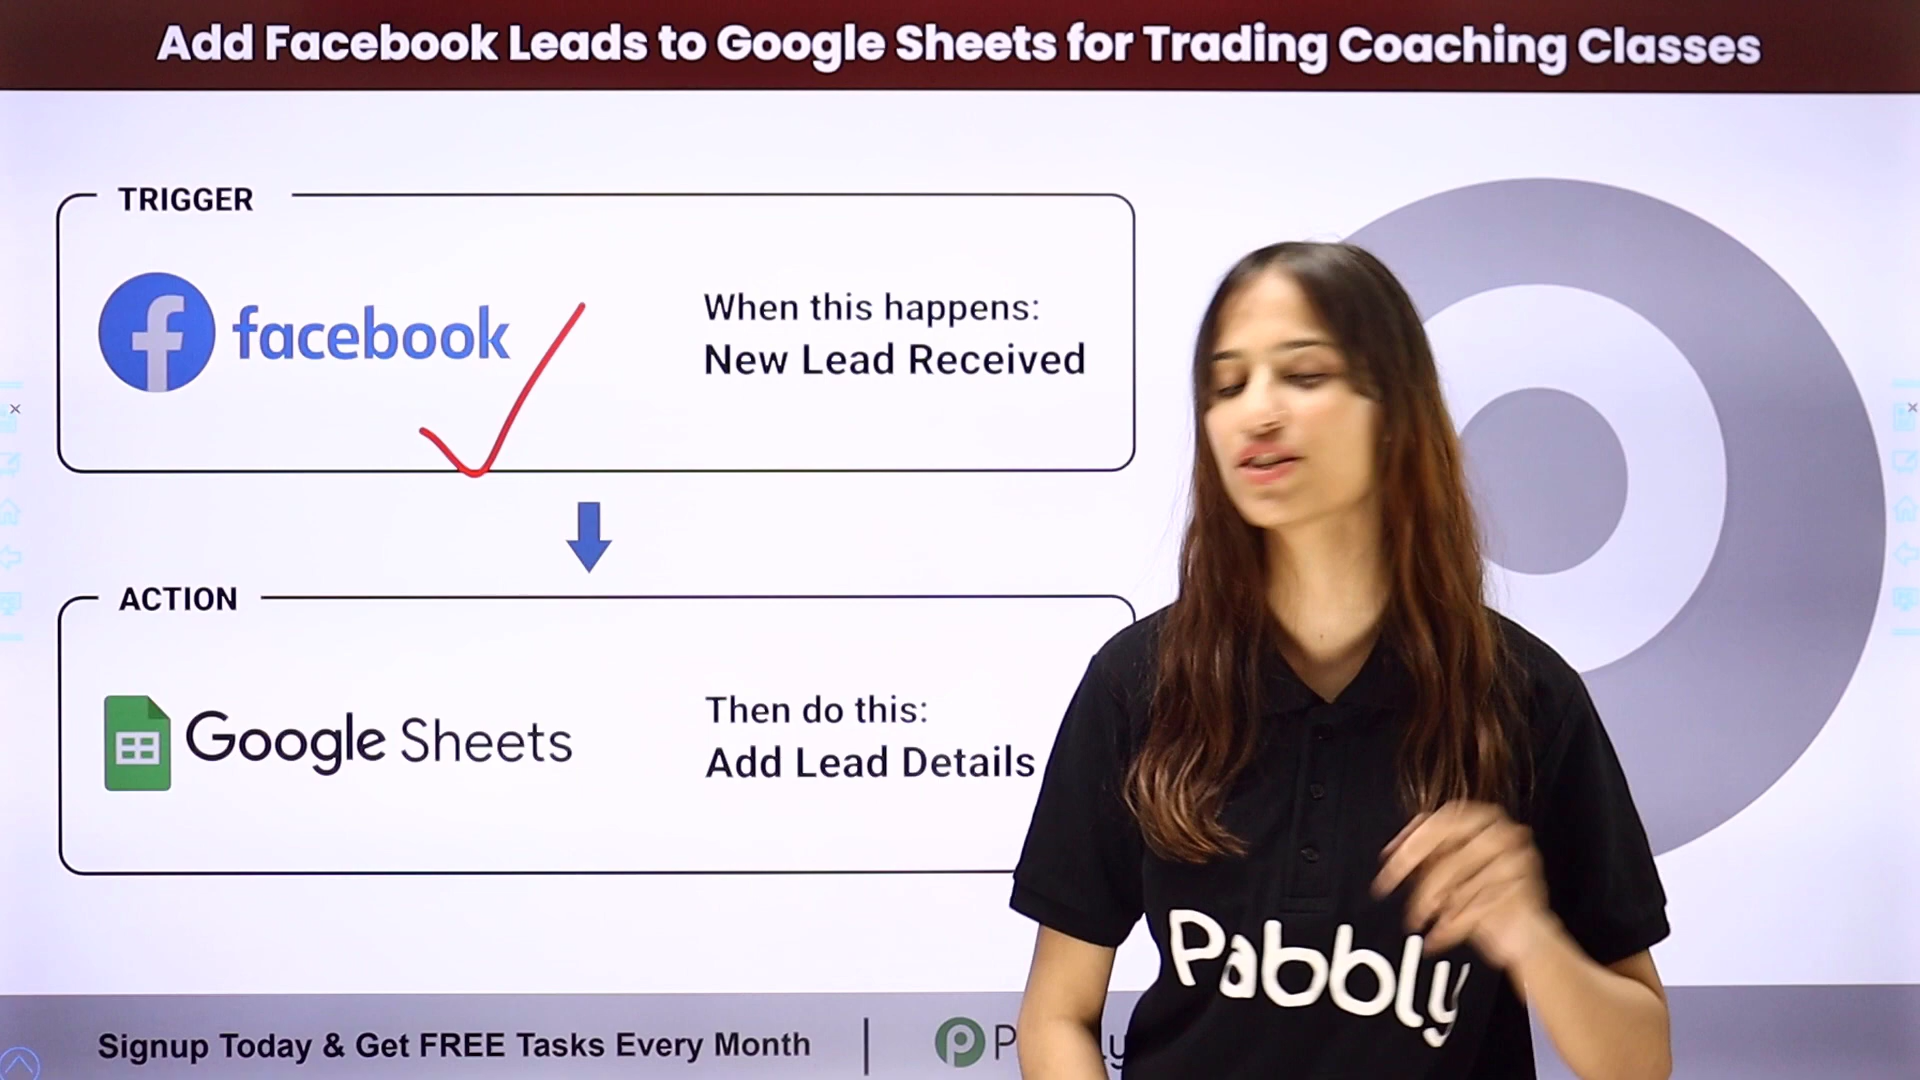 Add Facebook Leads to Google Sheets for Trading Coaching Classes
TRIGGER
facebook
When this happens:
New Lead Received
ACTION
Google Sheets
Then do this:
Add Lead Details
Pabbly
Signup Today & Get FREE Tasks Every Month